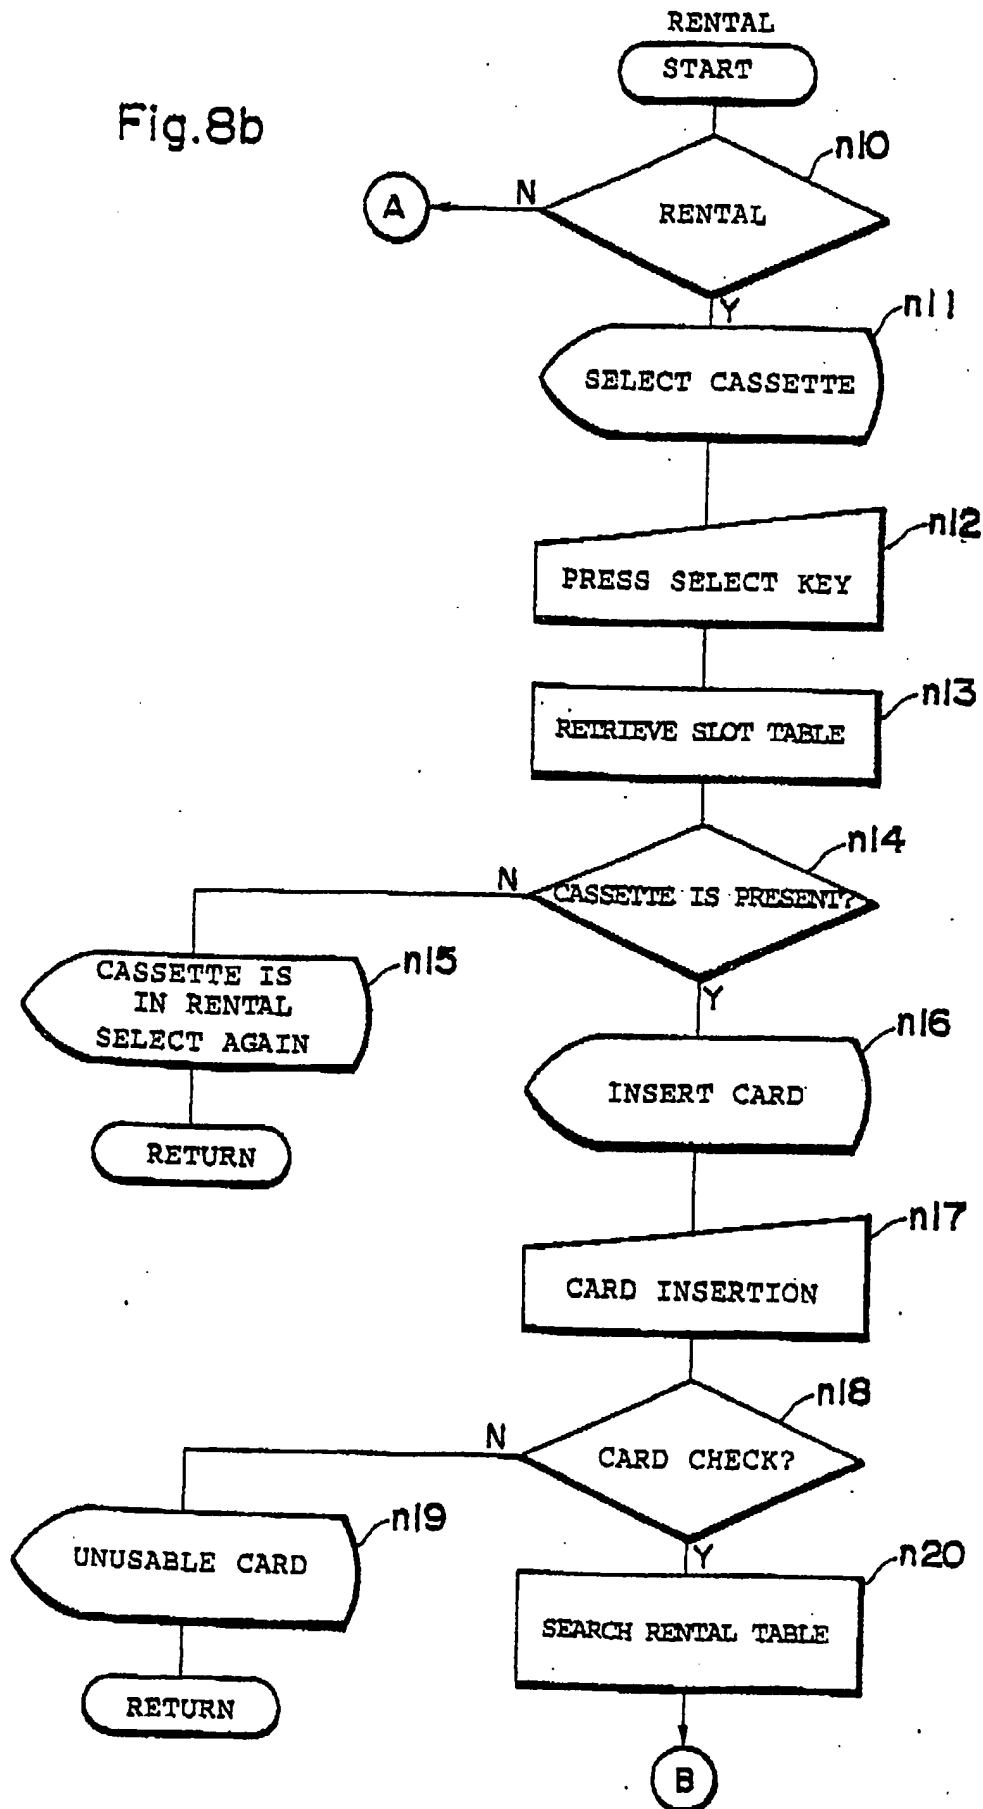 RENTAL
START
Fig.8b
n10
A
N
RENTAL
Y
n11
SELECT CASSETTE
n12
PRESS SELECT KEY
n13
RETRIEVE SLOT TABLE
n14
N
CASSETTE IS PRESENT?
Y
n15
CASSETTE IS
IN RENTAL
SELECT AGAIN
RETURN
n16
INSERT CARD
n17
CARD INSERTION
n18
N
CARD CHECK?
Y
n19
UNUSABLE CARD
RETURN
n20
SEARCH RENTAL TABLE
B